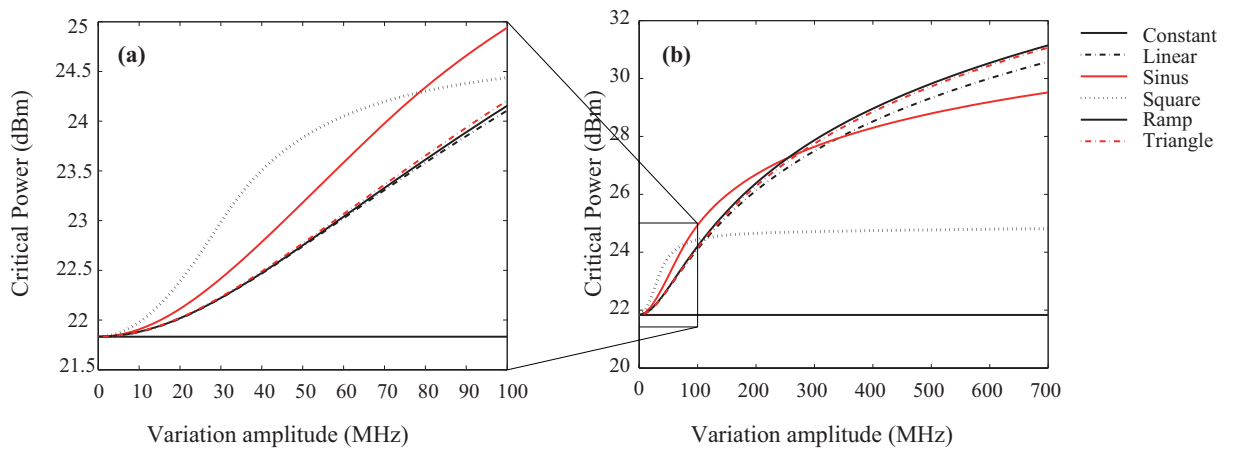 (a)
Critical Power (dBm)
25
24.5
24
23.5
23
22.5
22
21.5
0 10 20 30 40 50 60 70 80 90 100
Variation amplitude (MHz)
(b)
Critical Power (dBm)
32
30
28
26
24
22
20
0 100 200 300 400 500 600 700
Variation amplitude (MHz)
Constant
Linear
Sinus
Square
Ramp
Triangle